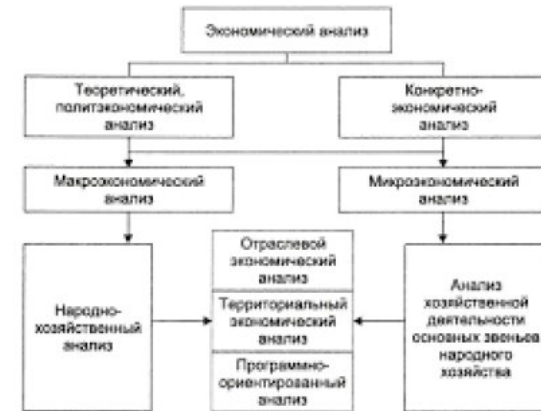 Экономический анализ
Теоретический,
политэкономический
анализ
Конкретно-
экономический
анализ
Макроэкономический
анализ
Микроэкономический
анализ
Народно-
хозяйственный
анализ
Отраслевой
экономический
анализ
Территориальный
экономический
анализ
Программно-
ориентированный
анализ
Анализ
хозяйственной
деятельности
основных звеньев
народного
хозяйства